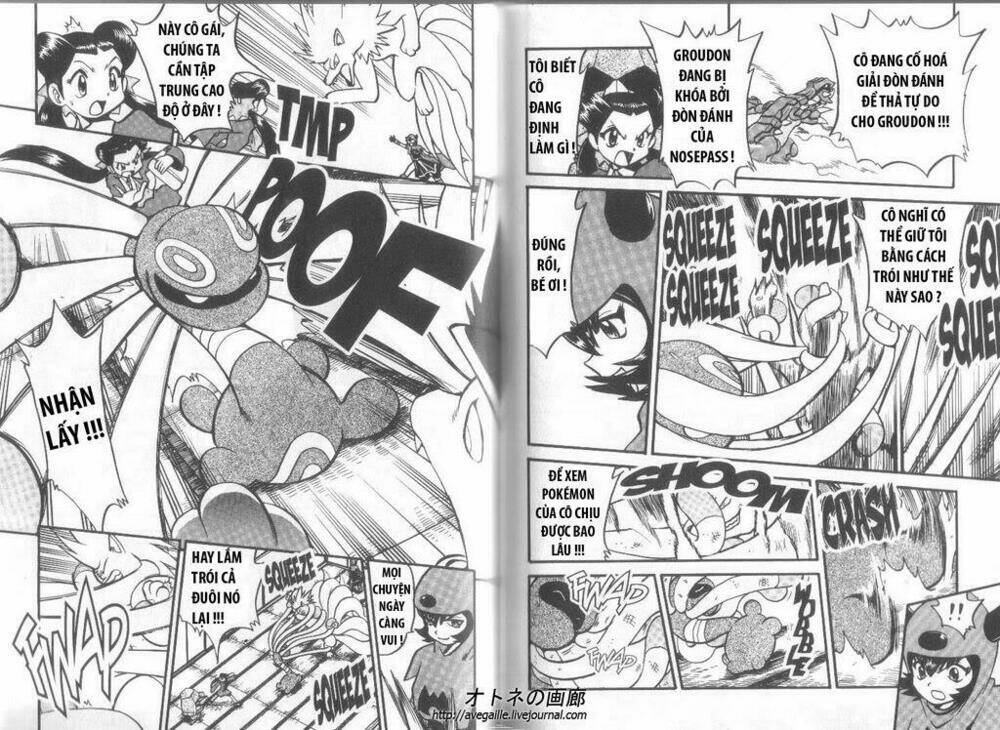 NÀY CÔ GÁI,
CHÚNG TA
CẦN TẬP
TRUNG CAO
ĐỘ Ở ĐÂY !
TMP
POOF
NHẬN
LẤY !!!
FWAP
HAY LẮM
TRÓI CẢ
ĐUÔI NÓ
LẠI !!!
SQUEEZE
SQUEEZE
MỌI
CHUYỆN
NGÀY
CÀNG
VUI !
TÔI BIẾT
CÔ
ĐANG
ĐỊNH
LÀM GÌ !
GROUDON
ĐANG BỊ
KHÓA BỞI
ĐÒN ĐÁNH
CỦA
NOSEPASS !
CÔ ĐANG CỐ HOÁ
GIẢI ĐÒN ĐÁNH
ĐỂ THẢ TỰ DO
CHO GROUDON !!!
ĐÚNG
RỒI,
BÉ ƠI !
SQUEEZE
SQUEEZE
SQUEEZE
CÔ NGHĨ CÓ
THỂ GIỮ TÔI
BẰNG CÁCH
TRÓI NHƯ THẾ
NÀY SAO ?
ĐỂ XEM
POKÉMON
CỦA CÔ CHỊU
ĐƯỢC BAO
LÂU !!!
SHOOM
CRASH
FWAP
FWAP
WOBBLE
!!
オトネの画廊
http://avegaille.livejournal.com